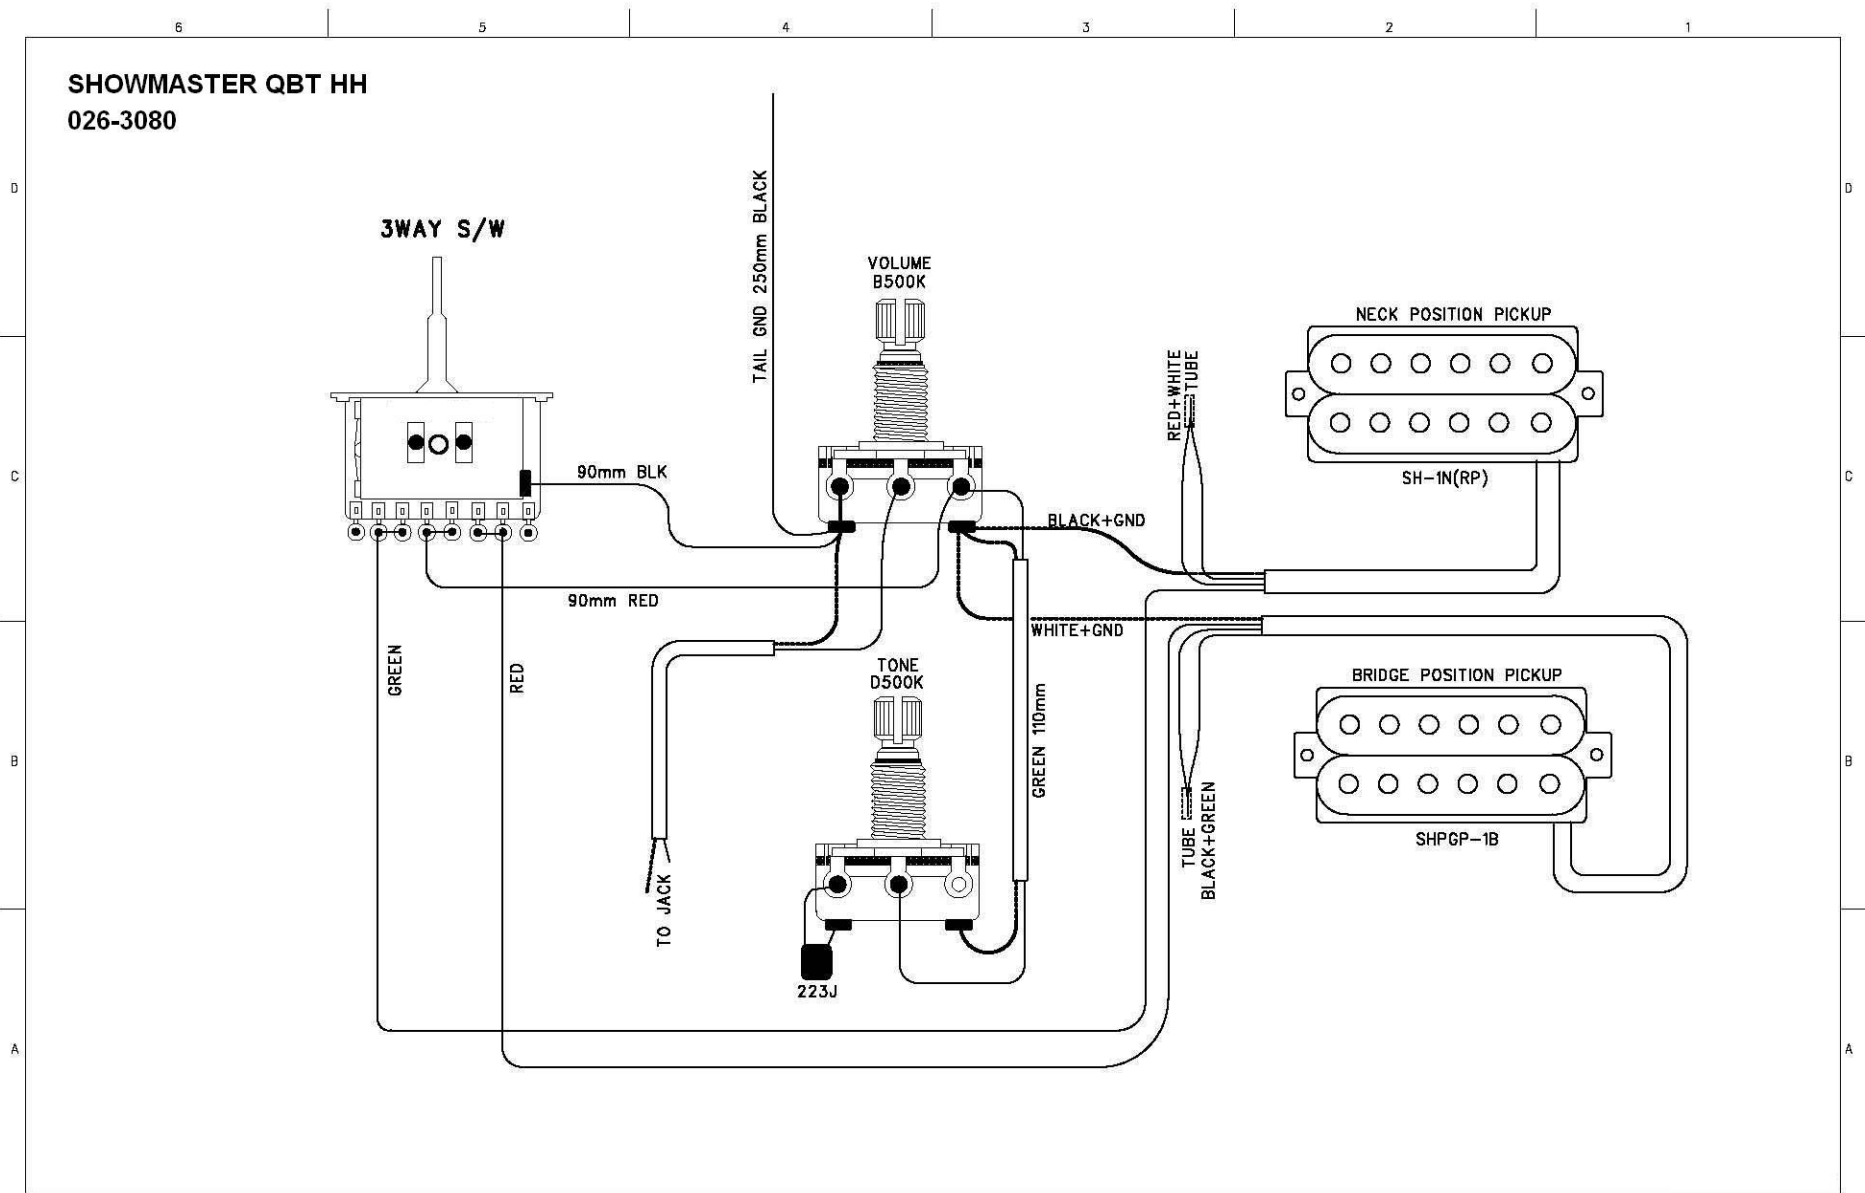 6 5 4 3 2 1
SHOWMASTER QBT HH
026-3080
D
D
3WAY S/W
TAIL GND 250mm BLACK
VOLUME
B500K
NECK POSITION PICKUP
RED+WHITE
TUBE
C
90mm BLK
SH-1N(RP)
C
BLACK+GND
90mm RED
WHITE+GND
GREEN
RED
TONE
D500K
BRIDGE POSITION PICKUP
GREEN 110mm
B
B
TUBE
BLACK+GREEN
SHPGP-1B
TO JACK
223J
A
A